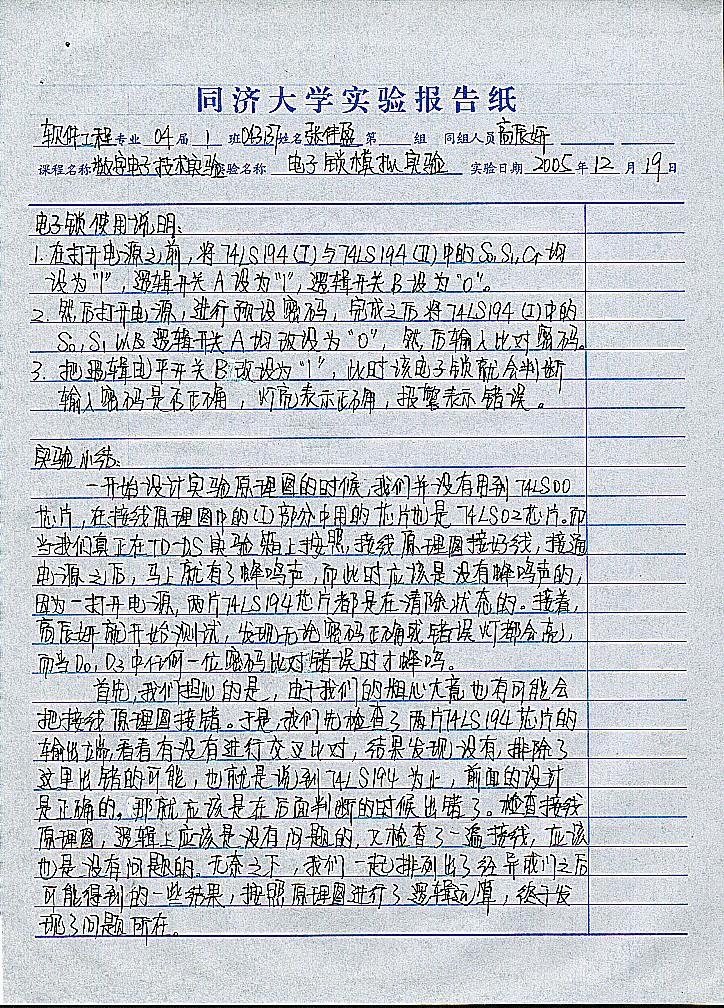 同济大学实验报告纸
软件工程专业 04届 1 班 姓名 张佳盈 第 组 同组人员 高辰妍
课程名称 数字电子技术实验 实验名称 电子锁模拟实验 实验日期 2005年12月19日
电子锁使用说明:
1. 在打开电源之前,将74LS194(I)与74LS194(II)中的S0,S1,Cr均
设为"1",逻辑开关A设为"1",逻辑开关B设为"0"。
2. 然后打开电源,进行预设密码,完成之后将74LS194(I)中的
S0,S1以及逻辑开关A均改设为"0",然后输入比对密码。
3. 把逻辑电平开关B改设为"1",此时该电子锁就会判断
输入密码是否正确,灯亮表示正确,报警表示错误。
实验小结:
一开始设计实验原理图的时候,我们并没有用到74LS00
芯片,在接线原理图中的(I)部分中用的芯片也是74LS02芯片。而
当我们真正在TD-DS实验箱上按照接线原理图接好线,接通
电源之后,马上就有了蜂鸣声,而此时应该是没有蜂鸣声的,
因为一打开电源,两片74LS194芯片都是在清除状态的。接着,
高辰妍就开始测试,发现无论密码正确或错误灯都会亮,
而当D0,D3中任何一位密码比对错误时才蜂鸣。
首先,我们担心的是,由于我们的粗心大意也有可能会
把接线原理图接错。于是,我们先检查了两片74LS194芯片的
输出端,看看有没有进行交叉比对,结果发现没有,排除了
这里出错的可能,也就是说到74LS194为止,前面的设计
是正确的。那就应该是在后面判断的时候出错了。检查接线
原理图,逻辑上应该是没有问题的,又检查了一遍接线,应该
也是没有问题的。无奈之下,我们一起排列出了经异或门之后
可能得到的一些结果,按照原理图进行了逻辑运算,终于发
现了问题所在。